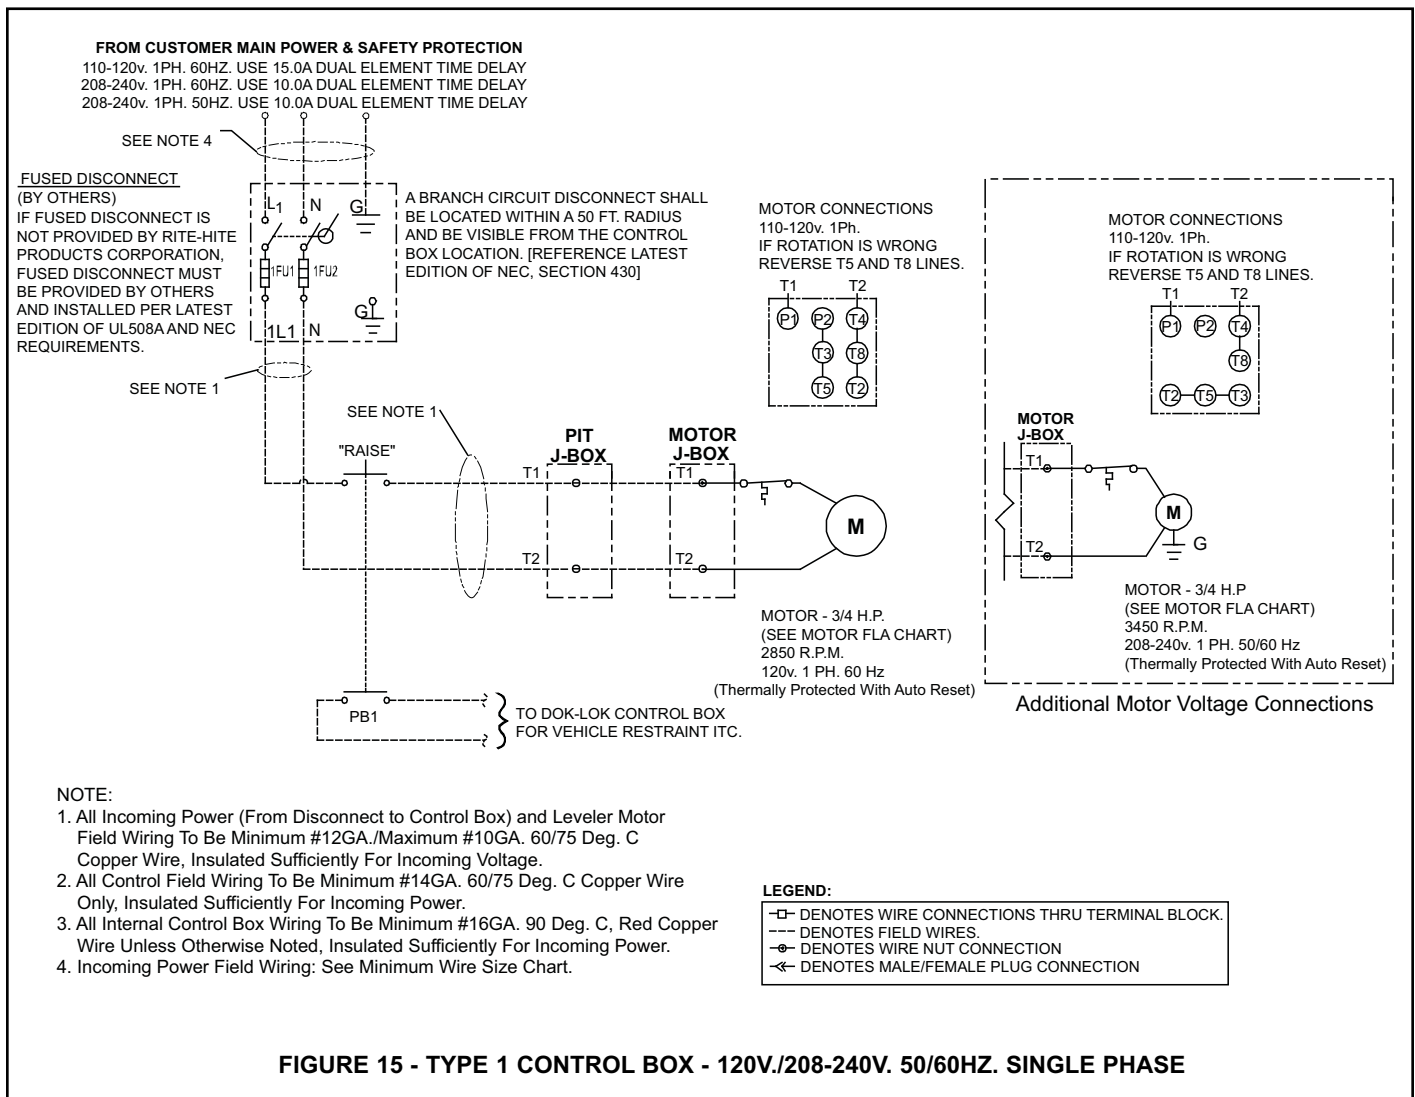 FROM CUSTOMER MAIN POWER & SAFETY PROTECTION
110-120v. 1PH. 60HZ. USE 15.0A DUAL ELEMENT TIME DELAY
208-240v. 1PH. 60HZ. USE 10.0A DUAL ELEMENT TIME DELAY
208-240v. 1PH. 50HZ. USE 10.0A DUAL ELEMENT TIME DELAY
SEE NOTE 4
FUSED DISCONNECT
(BY OTHERS)
IF FUSED DISCONNECT IS
NOT PROVIDED BY RITE-HITE
PRODUCTS CORPORATION,
FUSED DISCONNECT MUST
BE PROVIDED BY OTHERS
AND INSTALLED PER LATEST
EDITION OF UL508A AND NEC
REQUIREMENTS.
L1 N G
1FU1 1FU2
G
1L1 N
A BRANCH CIRCUIT DISCONNECT SHALL
BE LOCATED WITHIN A 50 FT. RADIUS
AND BE VISIBLE FROM THE CONTROL
BOX LOCATION. [REFERENCE LATEST
EDITION OF NEC, SECTION 430]
SEE NOTE 1
MOTOR CONNECTIONS
110-120v. 1Ph.
IF ROTATION IS WRONG
REVERSE T5 AND T8 LINES.
T1 T2
P1 P2 T4
T3 T8
T5 T2
MOTOR CONNECTIONS
110-120v. 1Ph.
IF ROTATION IS WRONG
REVERSE T5 AND T8 LINES.
T1 T2
P1 P2 T4
T8
T2 T5 T3
SEE NOTE 1
"RAISE"
PIT
J-BOX
MOTOR
J-BOX
T1 T1
M
T2 T2
MOTOR - 3/4 H.P.
(SEE MOTOR FLA CHART)
2850 R.P.M.
120v. 1 PH. 60 Hz
(Thermally Protected With Auto Reset)
MOTOR
J-BOX
T1
M
T2
G
MOTOR - 3/4 H.P
(SEE MOTOR FLA CHART)
3450 R.P.M.
208-240v. 1 PH. 50/60 Hz
(Thermally Protected With Auto Reset)
Additional Motor Voltage Connections
PB1
TO DOK-LOK CONTROL BOX
FOR VEHICLE RESTRAINT ITC.
NOTE:
1. All Incoming Power (From Disconnect to Control Box) and Leveler Motor
Field Wiring To Be Minimum #12GA./Maximum #10GA. 60/75 Deg. C
Copper Wire, Insulated Sufficiently For Incoming Voltage.
2. All Control Field Wiring To Be Minimum #14GA. 60/75 Deg. C Copper Wire
Only, Insulated Sufficiently For Incoming Power.
3. All Internal Control Box Wiring To Be Minimum #16GA. 90 Deg. C, Red Copper
Wire Unless Otherwise Noted, Insulated Sufficiently For Incoming Power.
4. Incoming Power Field Wiring: See Minimum Wire Size Chart.
LEGEND:
DENOTES WIRE CONNECTIONS THRU TERMINAL BLOCK.
DENOTES FIELD WIRES.
DENOTES WIRE NUT CONNECTION
DENOTES MALE/FEMALE PLUG CONNECTION
FIGURE 15 - TYPE 1 CONTROL BOX - 120V./208-240V. 50/60HZ. SINGLE PHASE